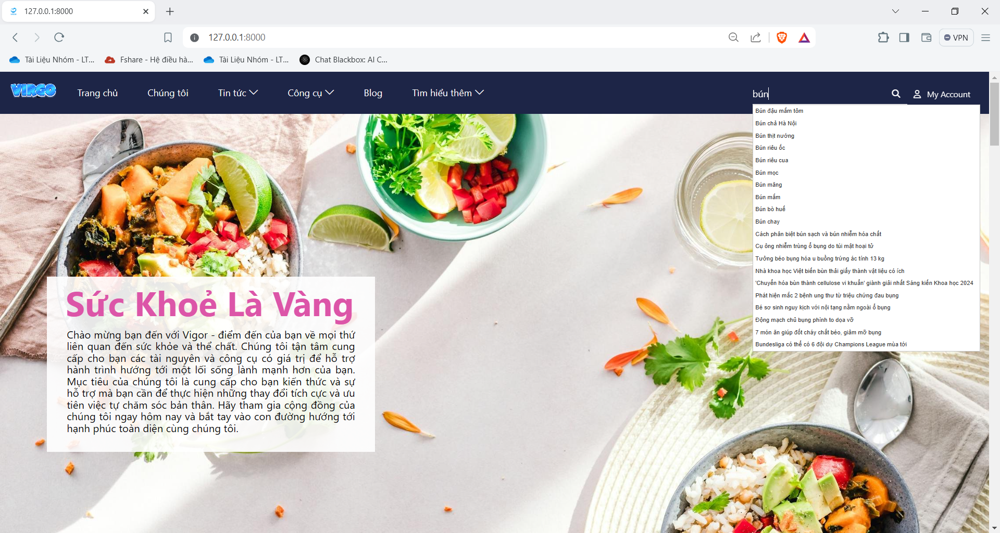 127.0.0.1:8000
127.0.0.1:8000
VPN
Tài Liệu Nhóm - LT...
Fshare - Hệ điều hà...
Tài Liệu Nhóm - LT...
Chat Blackbox: AI C...
VIRGO
Trang chủ
Chúng tôi
Tin tức
Công cụ
Blog
Tìm hiểu thêm
bún
My Account
Bún đậu mắm tôm
Bún chả Hà Nội
Bún thịt nướng
Bún riêu ốc
Bún riêu cua
Bún mọc
Bún măng
Bún mắm
Bún bò huế
Bún chay
Cách phân biệt bún sạch và bún nhiễm hóa chất
Cụ ông nhiễm trùng ổ bụng do túi mật hoại tử
Tưởng béo bụng hóa u buồng trứng ác tính 13 kg
Nhà khoa học Việt biến bùn thải giấy thành vật liệu có ích
'Chuyển hóa bùn thành cellulose vi khuẩn' giành giải nhất Sáng kiến Khoa học 2024
Phát hiện mắc 2 bệnh ung thư từ triệu chứng đau bụng
Bé sơ sinh nguy kịch với nội tạng nằm ngoài ổ bụng
Động mạch chủ bụng phình to dọa vỡ
7 món ăn giúp đốt cháy chất béo, giảm mỡ bụng
Bundesliga có thể có 6 đội dự Champions League mùa tới
Sức Khoẻ Là Vàng
Chào mừng bạn đến với Vigor - điểm đến của bạn về mọi thứ
liên quan đến sức khỏe và thể chất. Chúng tôi tận tâm cung
cấp cho bạn các tài nguyên và công cụ có giá trị để hỗ trợ
hành trình hướng tới một lối sống lành mạnh hơn của bạn.
Mục tiêu của chúng tôi là cung cấp cho bạn kiến thức và sự
hỗ trợ mà bạn cần để thực hiện những thay đổi tích cực và ưu
tiên việc tự chăm sóc bản thân. Hãy tham gia cộng đồng của
chúng tôi ngay hôm nay và bắt tay vào con đường hướng tới
hạnh phúc toàn diện cùng chúng tôi.